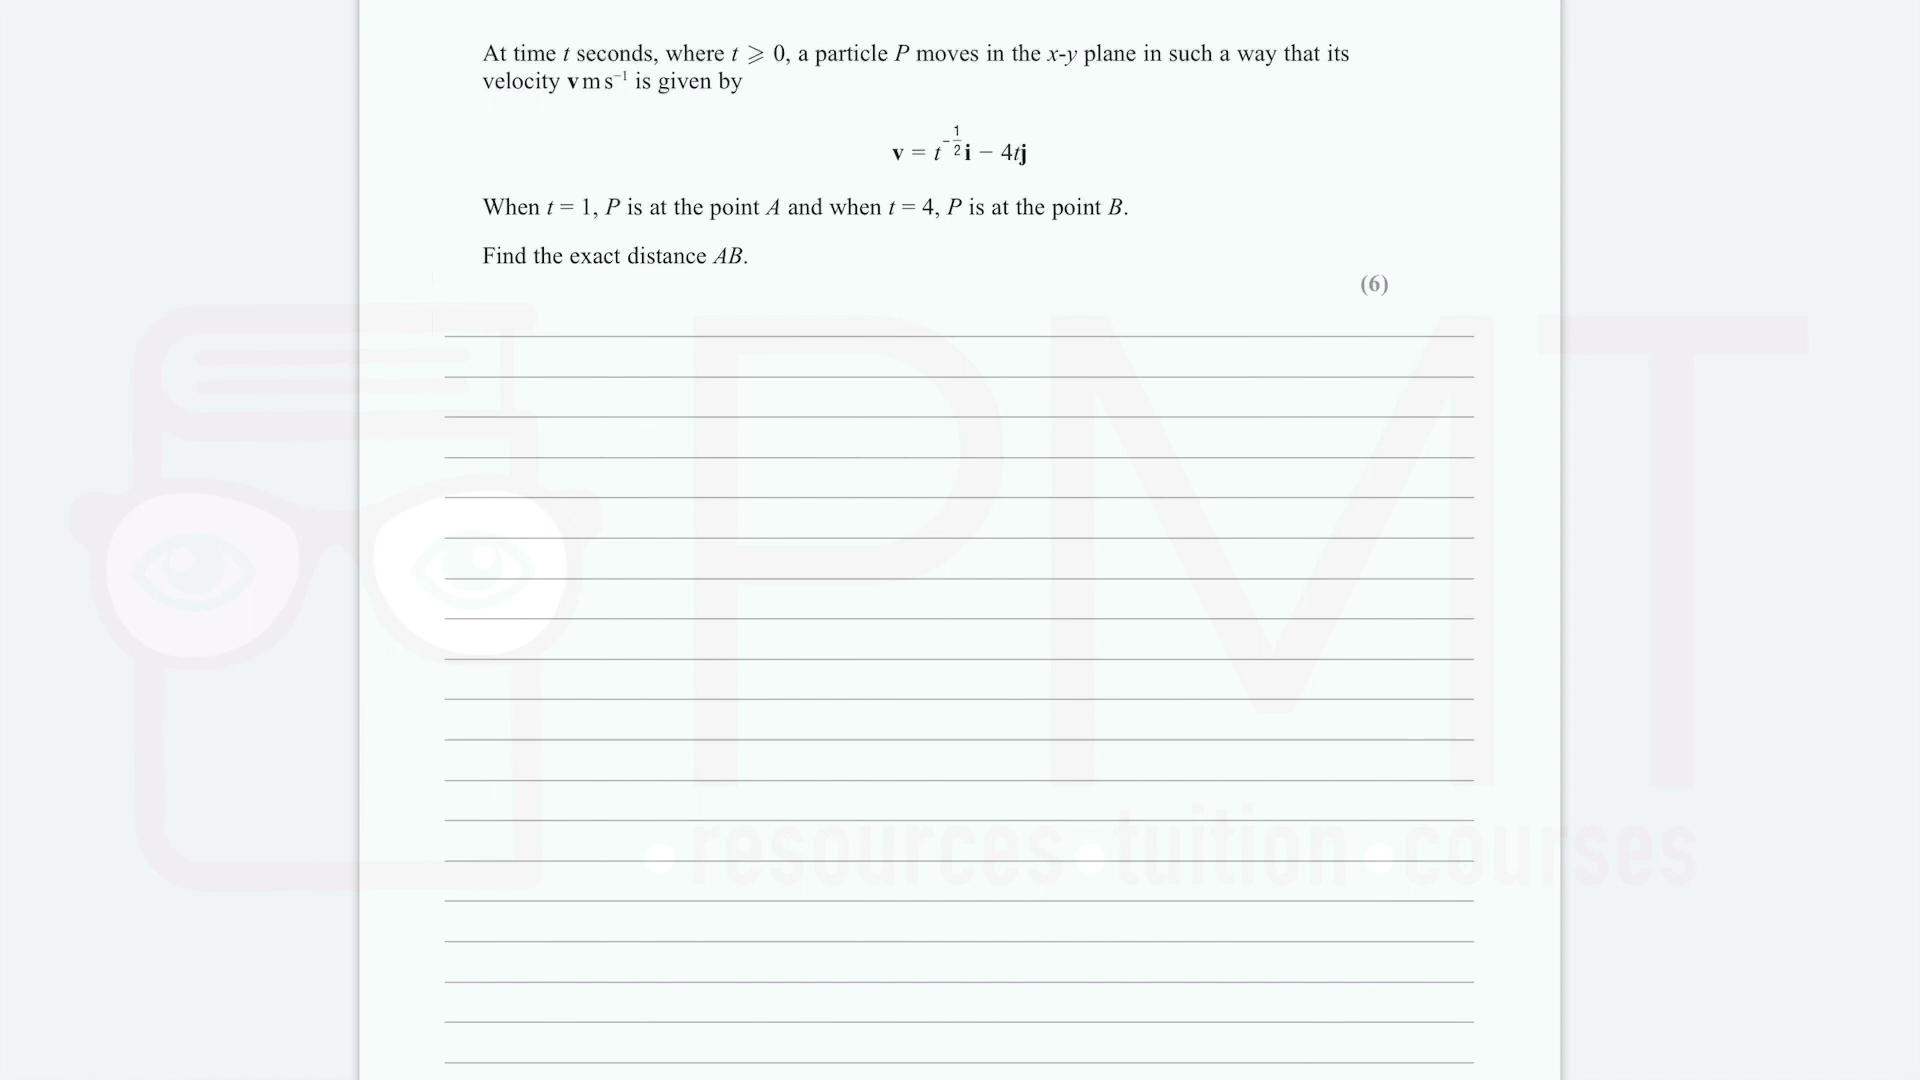 At time t seconds, where t ⩾ 0, a particle P moves in the x-y plane in such a way that its
velocity v m s⁻¹ is given by
v = t^(-1/2) i − 4t j
When t = 1, P is at the point A and when t = 4, P is at the point B.
Find the exact distance AB.
(6)
PMT
•resources•tuition•courses